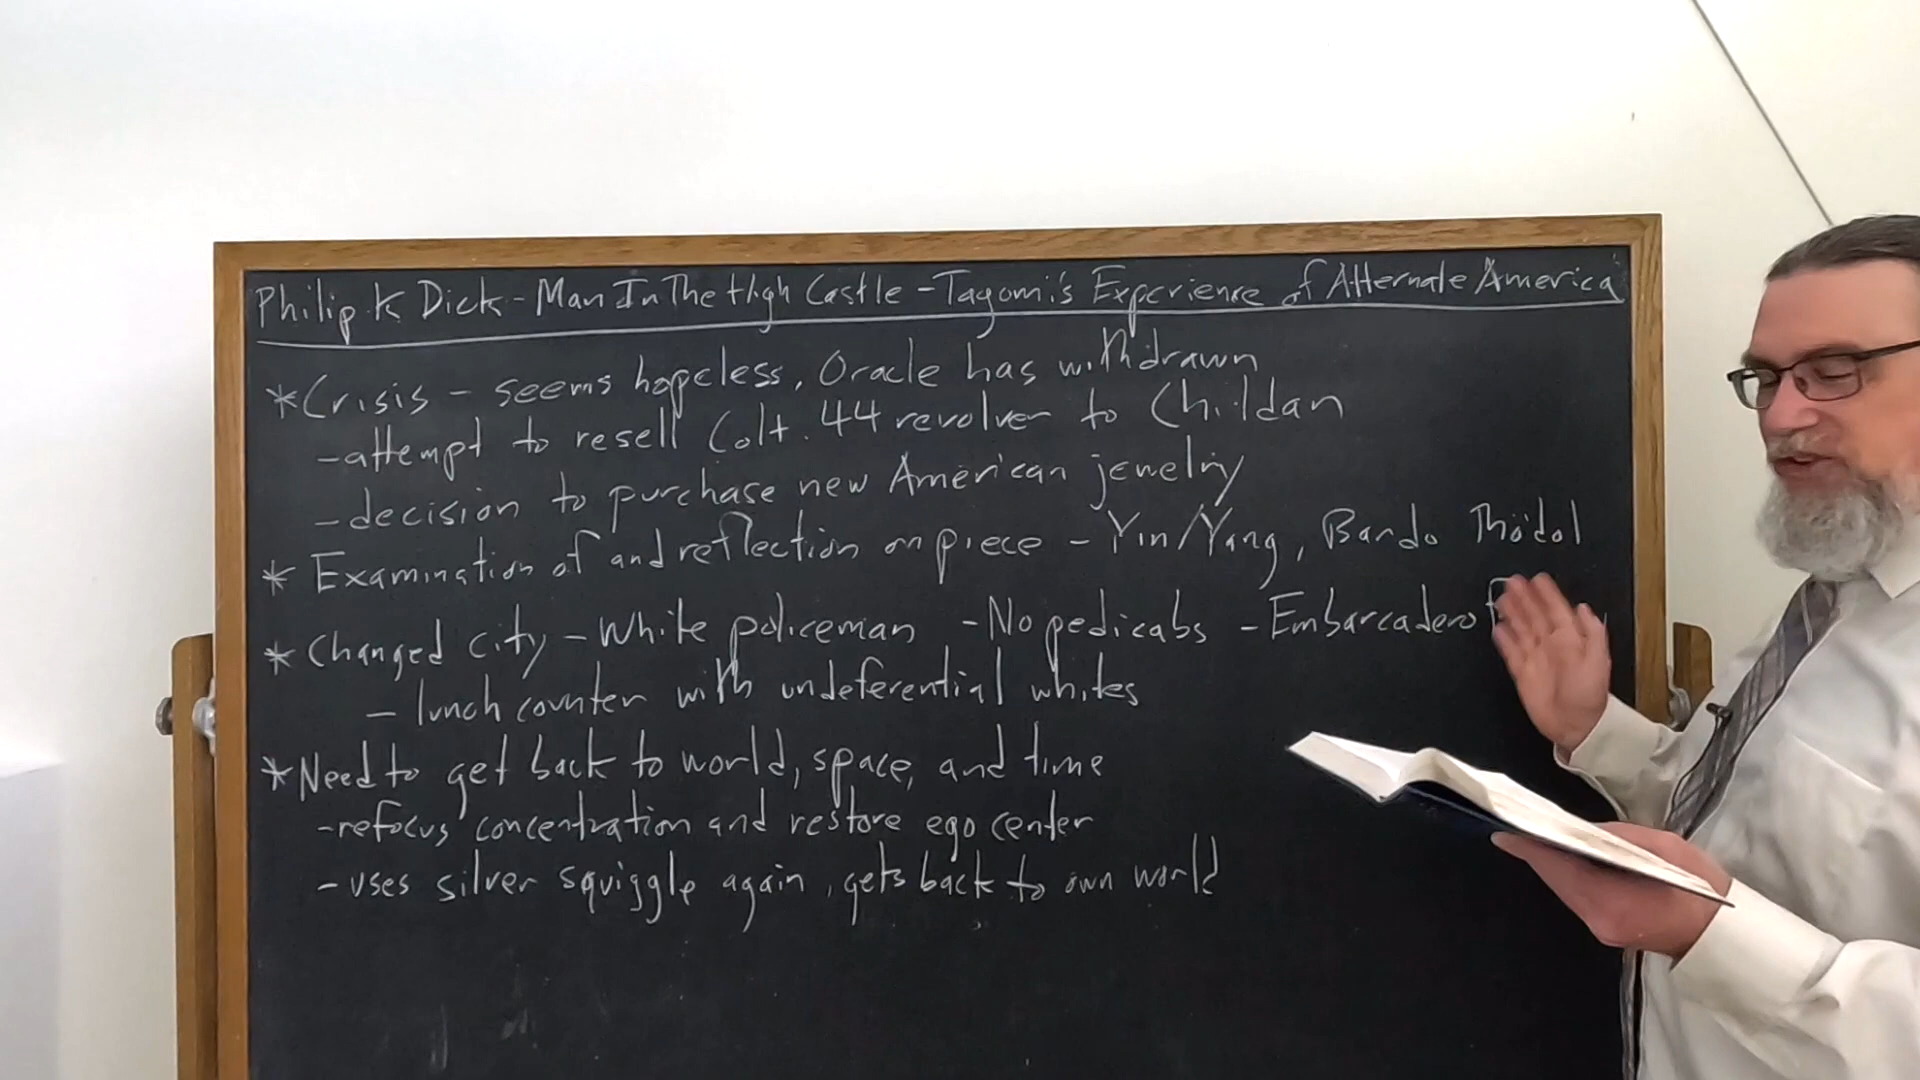 Philip K Dick - Man In The High Castle - Tagomi's Experience of Alternate America
*Crisis - seems hopeless, Oracle has withdrawn
- attempt to resell Colt .44 revolver to Childan
- decision to purchase new American jewelry
* Examination of and reflection on piece - Yin/Yang, Bardo Thödol
* Changed city - White policeman - No pedicabs - Embarcadero
- lunch counter with undeferential whites
*Need to get back to world, space, and time
- refocus concentration and restore ego center
- uses silver squiggle again, gets back to own world